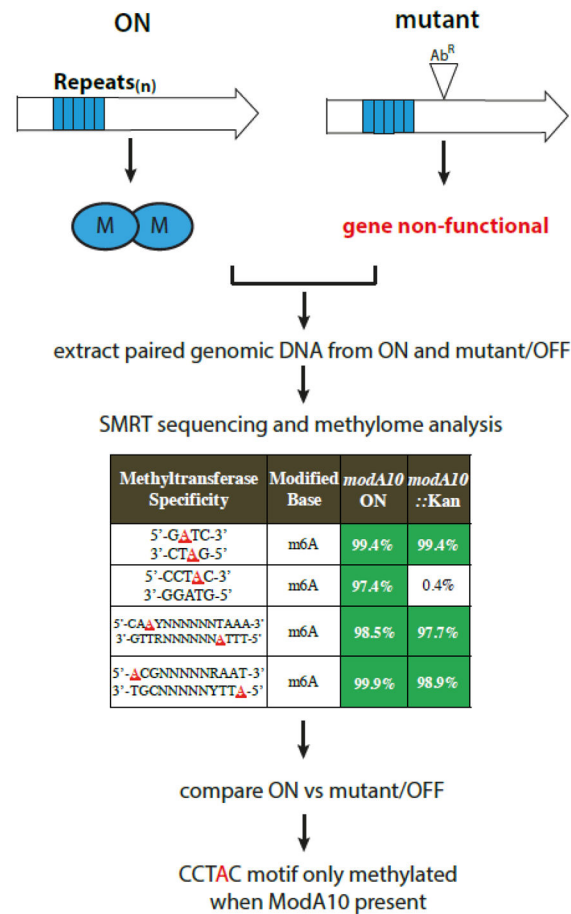 ON
mutant
Repeats(n)
Ab^R
M M
gene non-functional
extract paired genomic DNA from ON and mutant/OFF
SMRT sequencing and methylome analysis
Methyltransferase Specificity Modified Base modA10 ON modA10 ::Kan
5’-GATC-3’
3’-CTAG-5’
m6A 99.4% 99.4%
5’-CCTAC-3’
3’-GGATG-5’
m6A 97.4% 0.4%
5’-CAAYNNNNNNTAAA-3’
3’-GTTRNNNNNNATTT-5’
m6A 98.5% 97.7%
5’-ACGNNNNNRAAT-3’
3’-TGCNNNNNYTTA-5’
m6A 99.9% 98.9%
compare ON vs mutant/OFF
CCTAC motif only methylated
when ModA10 present